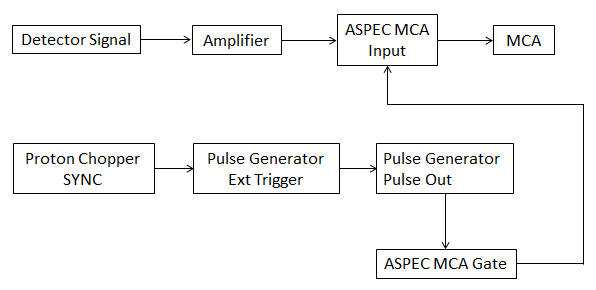 Detector Signal
Amplifier
ASPEC MCA
Input
MCA
Proton Chopper
SYNC
Pulse Generator
Ext Trigger
Pulse Generator
Pulse Out
ASPEC MCA Gate